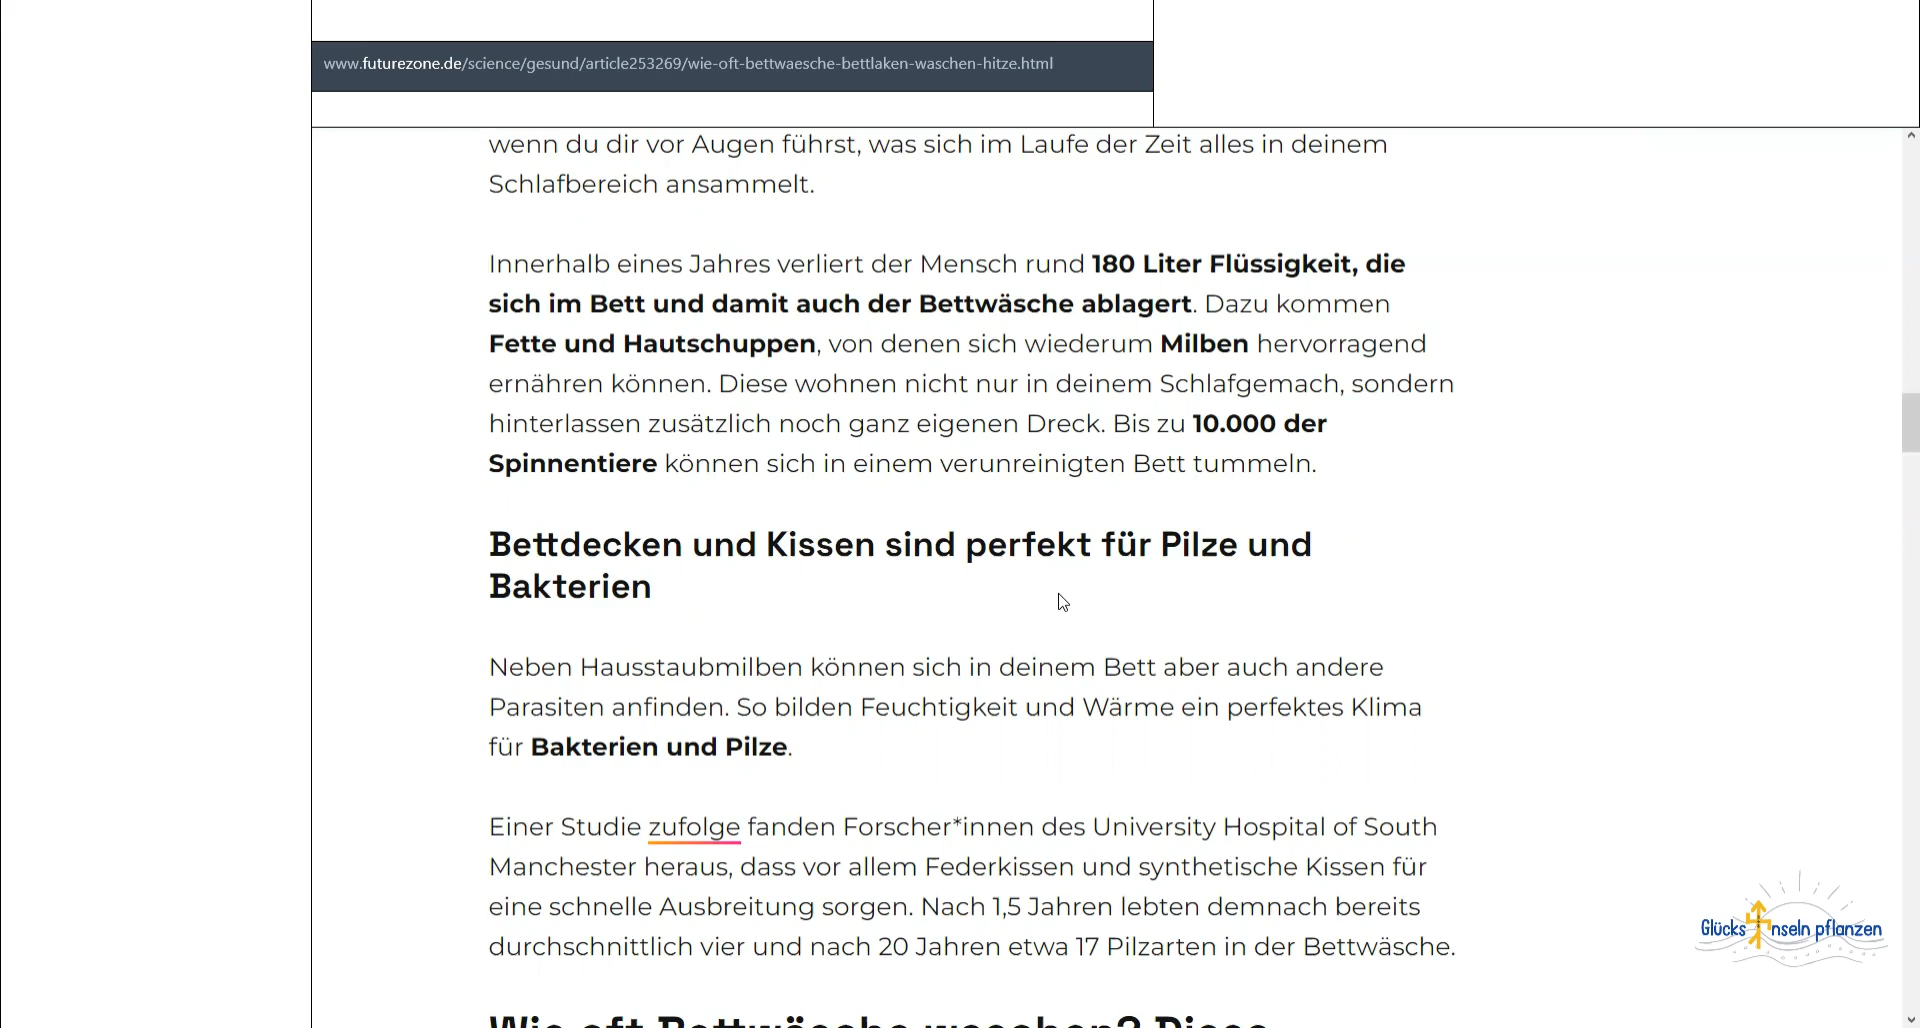 www.futurezone.de/science/gesund/article253269/wie-oft-bettwaesche-bettlaken-waschen-hitze.html
wenn du dir vor Augen führst, was sich im Laufe der Zeit alles in deinem
Schlafbereich ansammelt.
Innerhalb eines Jahres verliert der Mensch rund 180 Liter Flüssigkeit, die
sich im Bett und damit auch der Bettwäsche ablagert. Dazu kommen
Fette und Hautschuppen, von denen sich wiederum Milben hervorragend
ernähren können. Diese wohnen nicht nur in deinem Schlafgemach, sondern
hinterlassen zusätzlich noch ganz eigenen Dreck. Bis zu 10.000 der
Spinnentiere können sich in einem verunreinigten Bett tummeln.
Bettdecken und Kissen sind perfekt für Pilze und
Bakterien
Neben Hausstaubmilben können sich in deinem Bett aber auch andere
Parasiten anfinden. So bilden Feuchtigkeit und Wärme ein perfektes Klima
für Bakterien und Pilze.
Einer Studie zufolge fanden Forscher*innen des University Hospital of South
Manchester heraus, dass vor allem Federkissen und synthetische Kissen für
eine schnelle Ausbreitung sorgen. Nach 1,5 Jahren lebten demnach bereits
durchschnittlich vier und nach 20 Jahren etwa 17 Pilzarten in der Bettwäsche.
Wie oft Bettwäsche waschen? Diese
Glücks Inseln pflanzen